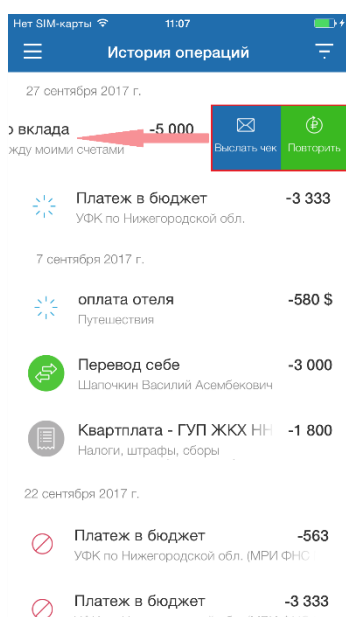 Нет SIM-карты 11:07
История операций
27 сентября 2017 г.
о вклада -5 000
жду моими счетами
Выслать чек Повторить
Платеж в бюджет -3 333
УФК по Нижегородской обл.
7 сентября 2017 г.
оплата отеля -580 $
Путешествия
Перевод себе -3 000
Шапочкин Василий Асембекович
Квартплата - ГУП ЖКХ НН -1 800
Налоги, штрафы, сборы
22 сентября 2017 г.
Платеж в бюджет -563
УФК по Нижегородской обл. (МРИ ФНС
Платеж в бюджет -3 333